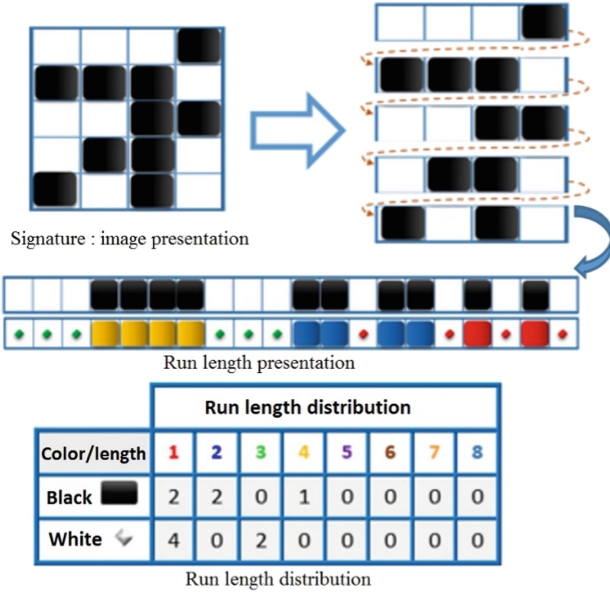 Signature : image presentation
Run length presentation
Run length distribution
Color/length 1 2 3 4 5 6 7 8
Black 2 2 0 1 0 0 0 0
White 4 0 2 0 0 0 0 0
Run length distribution